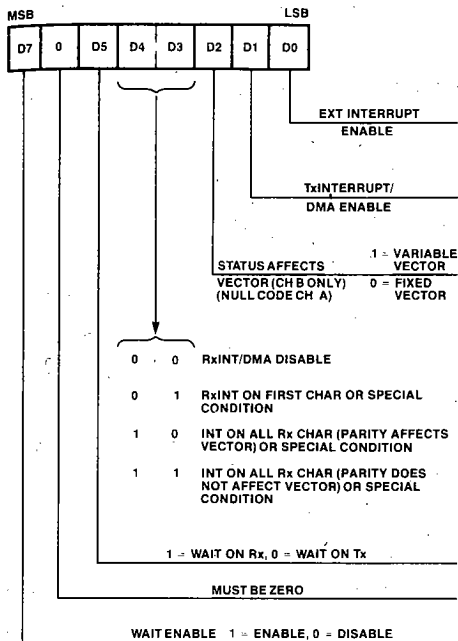 MSB LSB
D7 0 D5 D4 D3 D2 D1 D0
EXT INTERRUPT
ENABLE
TxINTERRUPT/
DMA ENABLE
STATUS AFFECTS
VECTOR (CH B ONLY)
(NULL CODE CH A)
1 = VARIABLE
VECTOR
0 = FIXED
VECTOR
0 0 RxINT/DMA DISABLE
0 1 RxINT ON FIRST CHAR OR SPECIAL
CONDITION
1 0 INT ON ALL Rx CHAR (PARITY AFFECTS
VECTOR) OR SPECIAL CONDITION
1 1 INT ON ALL Rx CHAR (PARITY DOES
NOT AFFECT VECTOR) OR SPECIAL
CONDITION
1 = WAIT ON Rx, 0 = WAIT ON Tx
MUST BE ZERO
WAIT ENABLE 1 = ENABLE, 0 = DISABLE